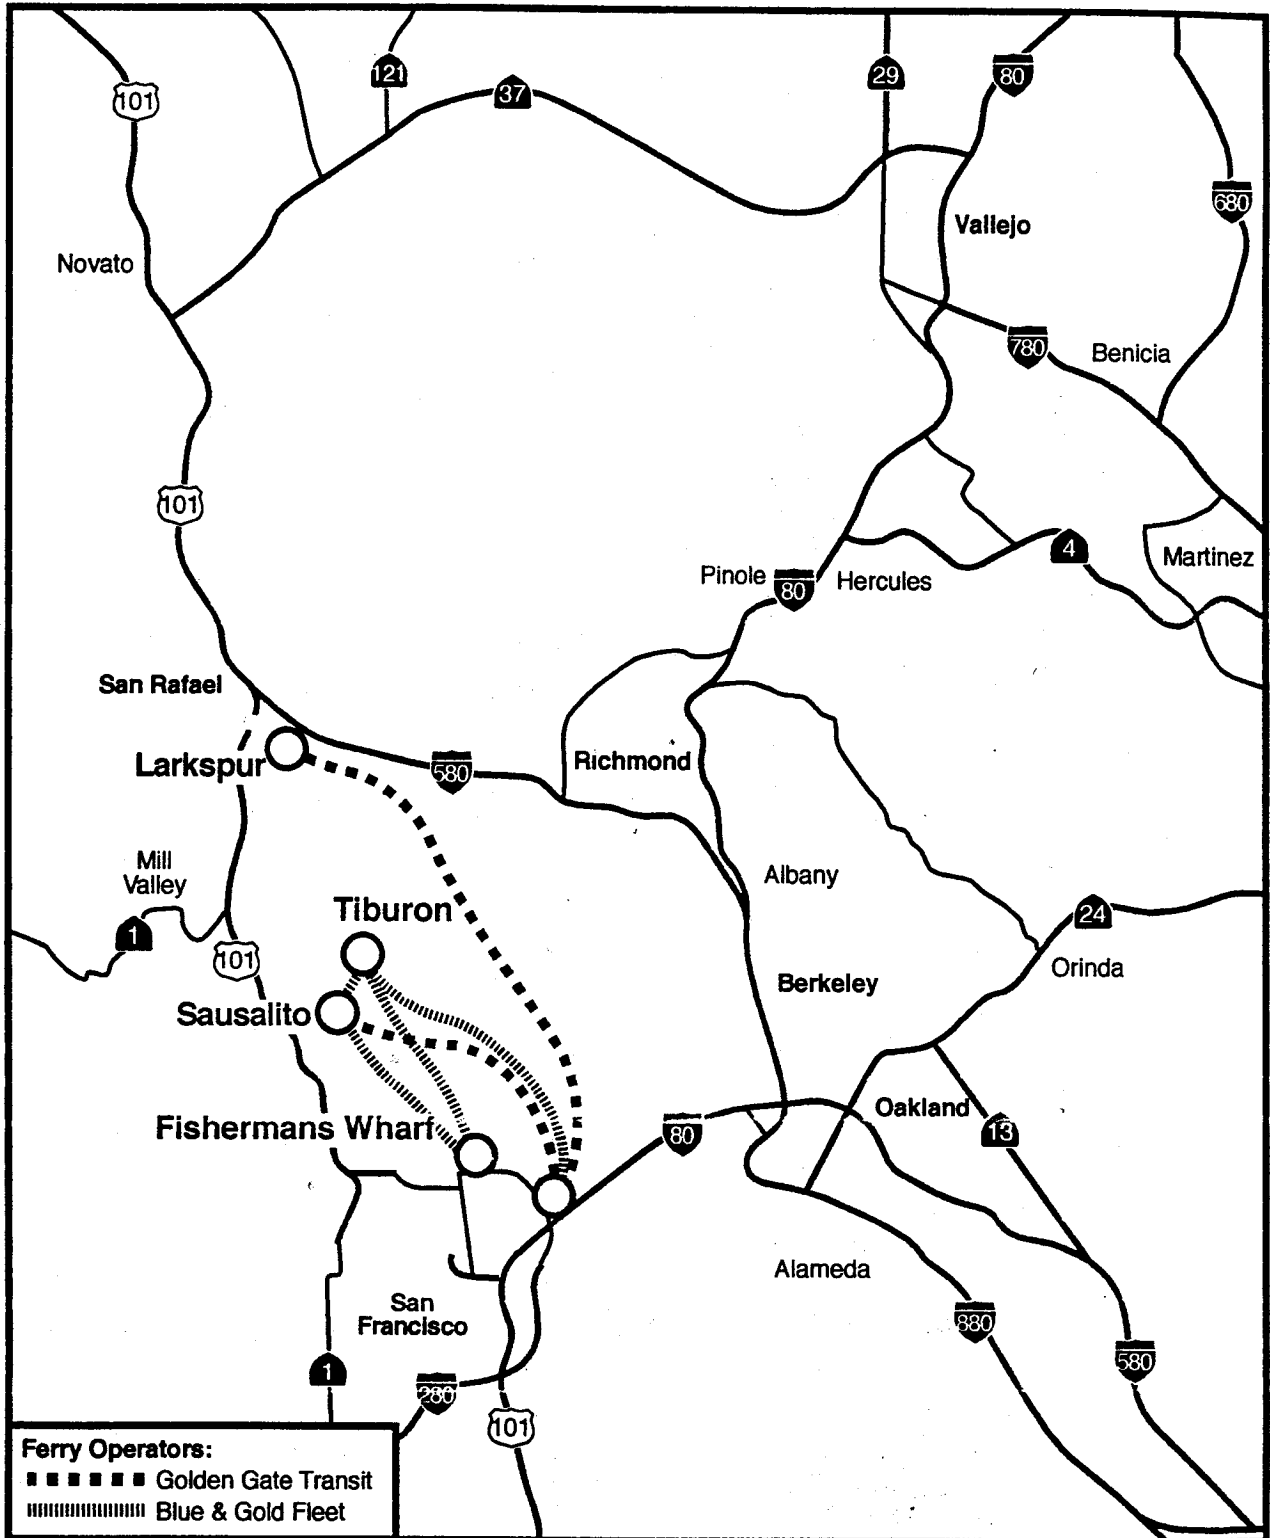 121
29
80
37
101
680
Vallejo
Novato
780
Benicia
101
4
Martinez
Pinole
80
Hercules
San Rafael
Larkspur
580
Richmond
Mill
Valley
Albany
Tiburon
24
1
101
Orinda
Berkeley
Sausalito
Oakland
Fishermans Wharf
80
13
Alameda
San
Francisco
880
580
1
280
101
Ferry Operators:
Golden Gate Transit
Blue & Gold Fleet